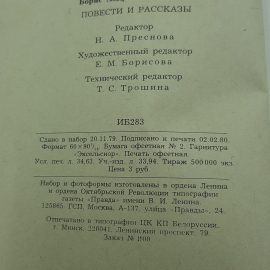 Борис
ПОВЕСТИ И РАССКАЗЫ
Редактор
Н. А. Преснова
Художественный редактор
Е. М. Борисова
Технический редактор
Т. С. Трошина
ИБ283
Сдано в набор 20.11.79. Подписано к печати 02.02.80.
Формат 60×90¹/₁₆. Бумага офсетная № 2. Гарнитура
«Эксельсиор». Печать офсетная.
Усл. печ. л. 34,63. Уч.-изд. л. 33,94. Тираж 500 000 экз.
Цена 3 руб.
Набор и фотоформы изготовлены в ордена Ленина
и ордена Октябрьской Революции типографии
газеты «Правда» имени В. И. Ленина.
125865, ГСП, Москва, А-137, улица «Правды», 24.
Отпечатано в типографии ЦК КП Белоруссии,
г. Минск, 220041, Ленинский проспект, 79.
Заказ №